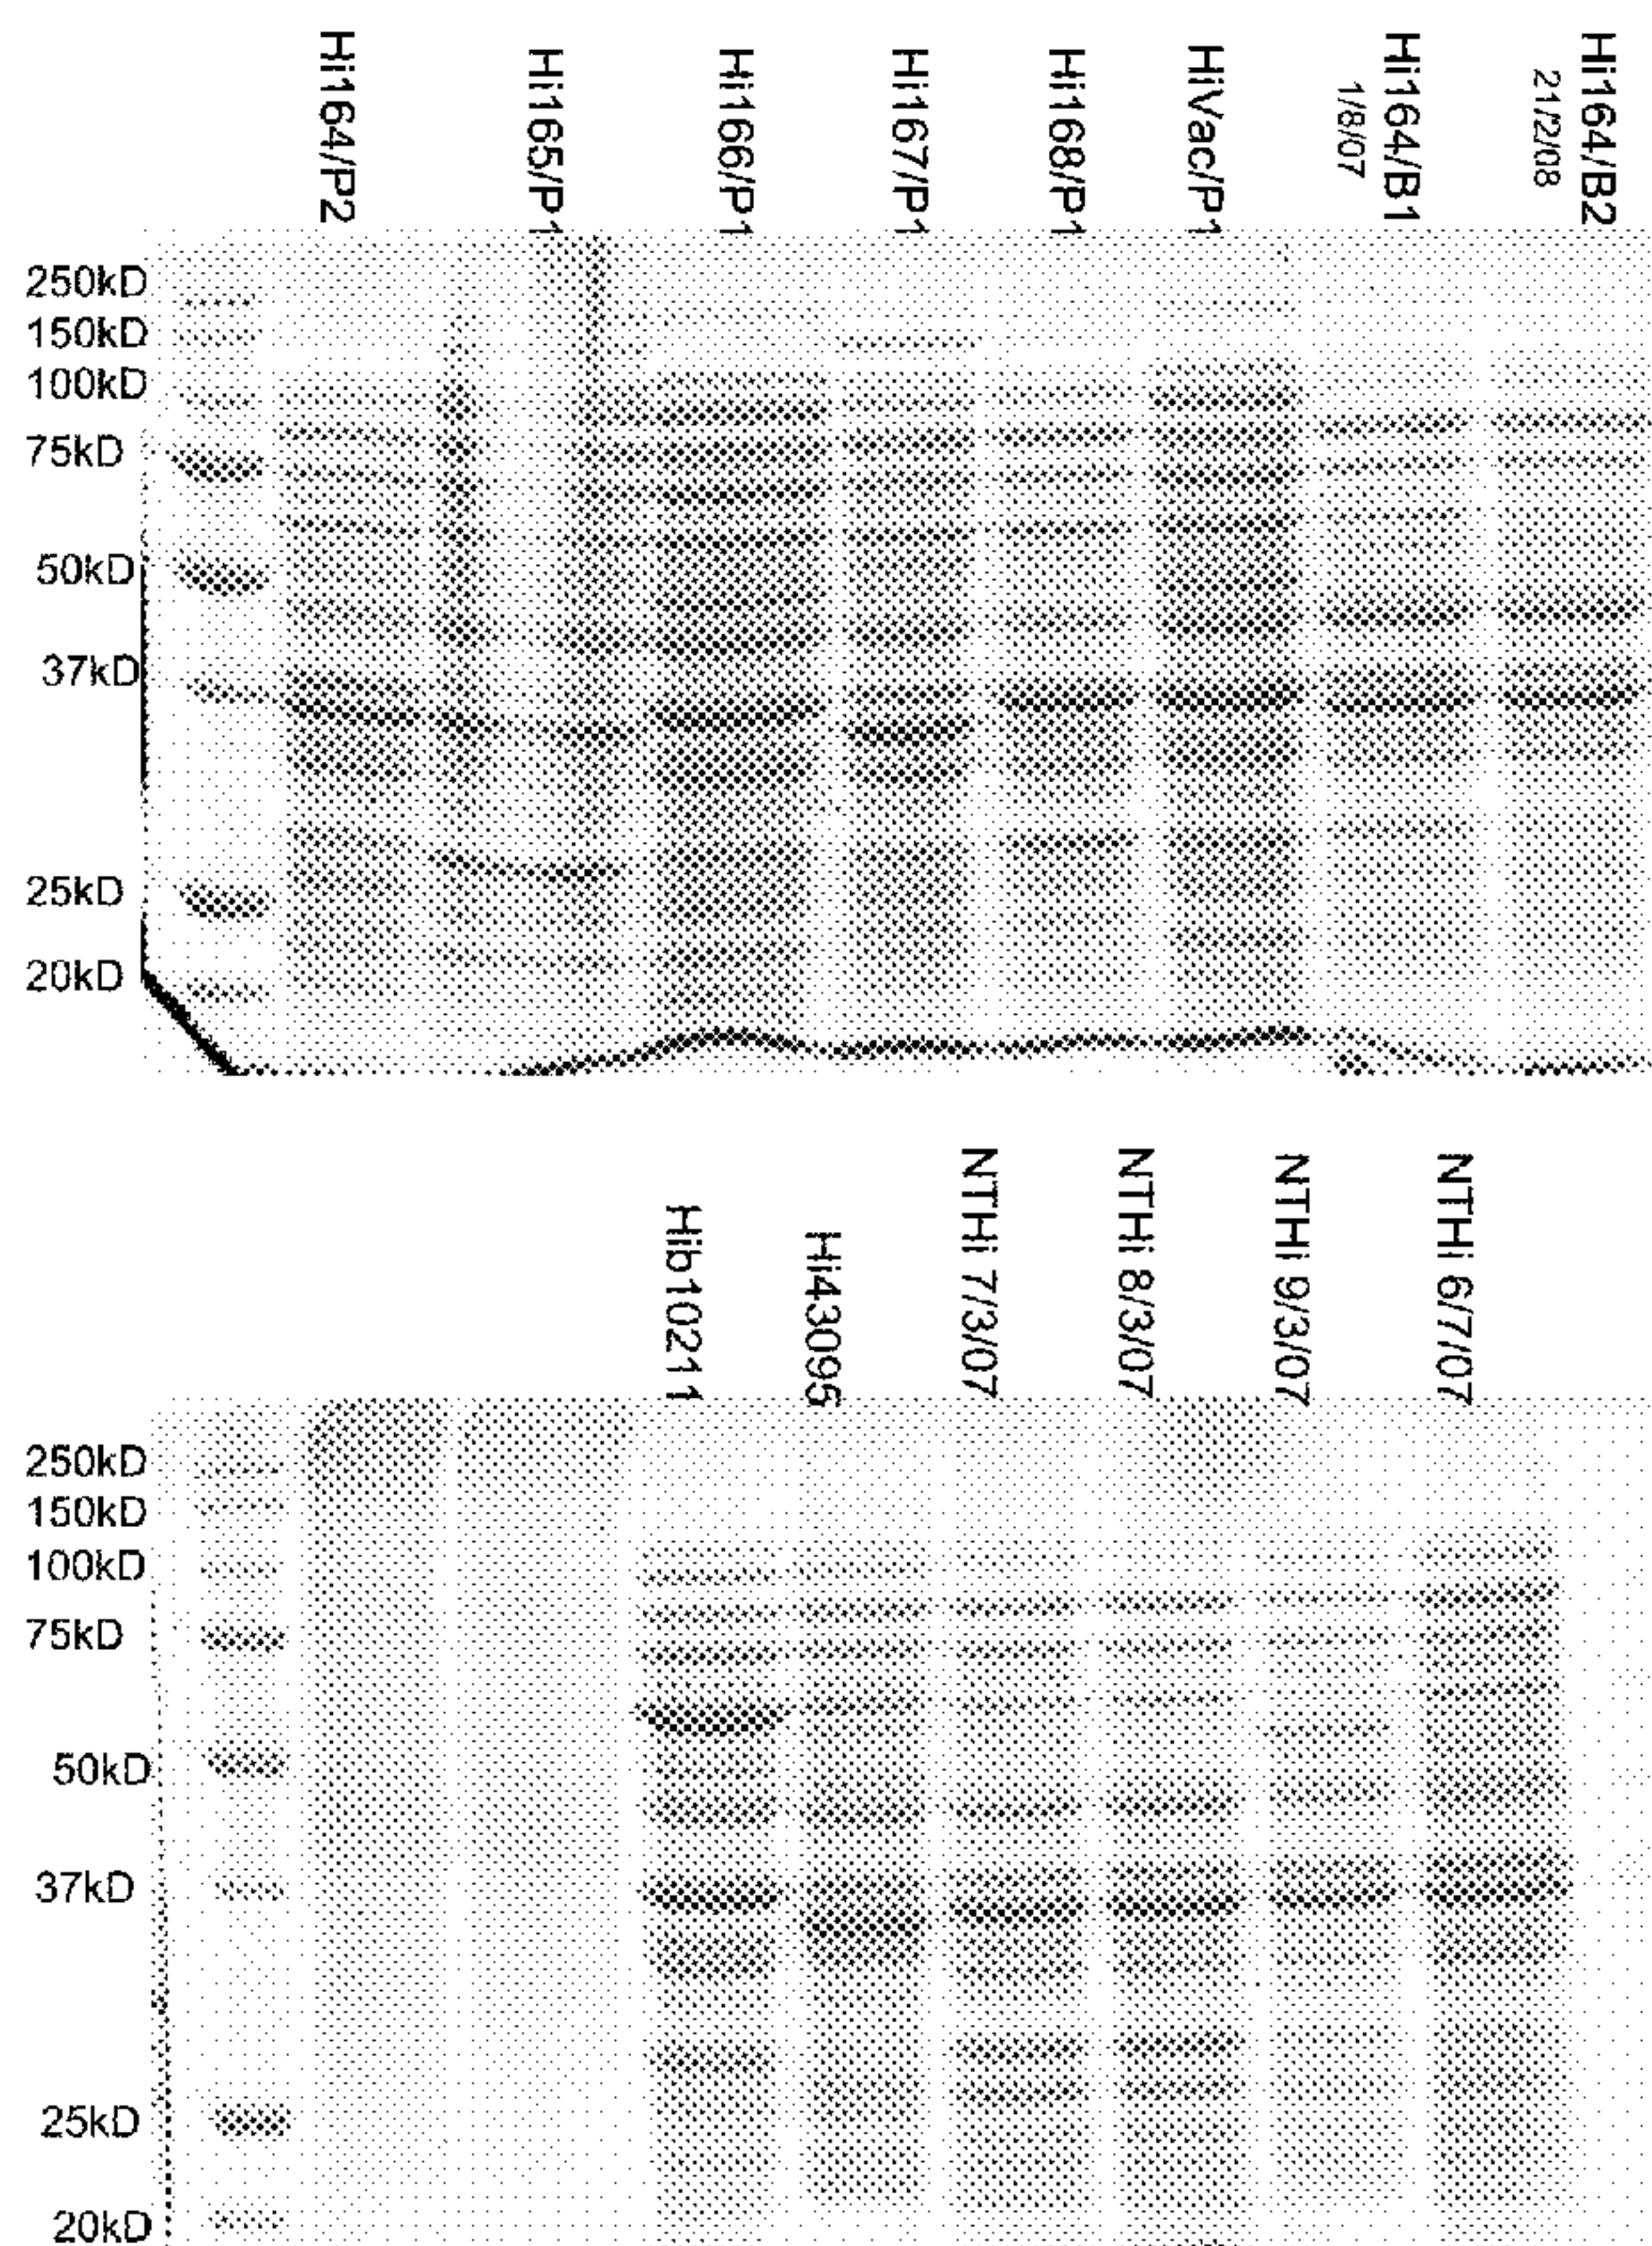 Hi164/P2
Hi165/P1
Hi166/P1
Hi167/P1
Hi168/P1
HiVac/P1
Hi164/B1
1/8/07
Hi164/B2
21/2/08
250kD
150kD
100kD
75kD
50kD
37kD
25kD
20kD
Hib10211
Hi43095
NTHi 7/3/07
NTHi 8/3/07
NTHi 9/3/07
NTHi 6/7/07
250kD
150kD
100kD
75kD
50kD
37kD
25kD
20kD